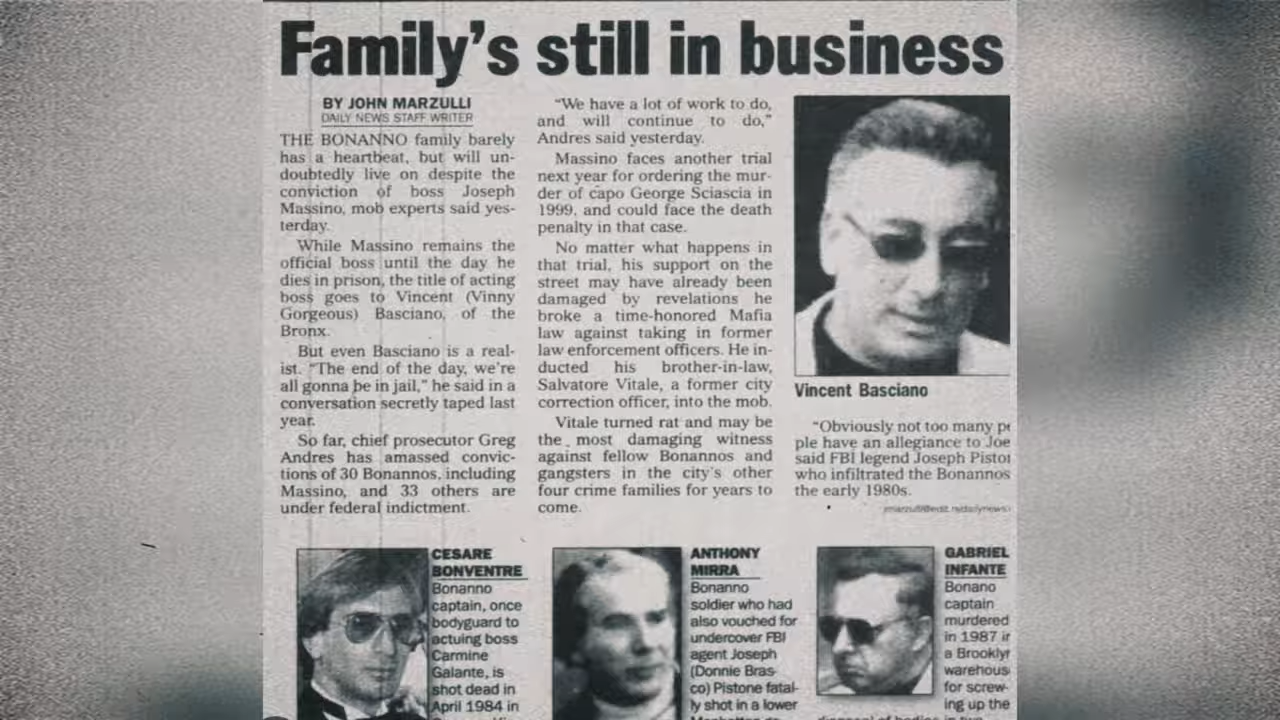 Family's still in business
BY JOHN MARZULLI
DAILY NEWS STAFF WRITER
THE BONANNO family barely
has a heartbeat, but will un-
doubtedly live on despite the
conviction of boss Joseph
Massino, mob experts said yes-
terday.
While Massino remains the
official boss until the day he
dies in prison, the title of acting
boss goes to Vincent (Vinny
Gorgeous) Basciano, of the
Bronx.
But even Basciano is a real-
ist. "The end of the day, we're
all gonna be in jail," he said in a
conversation secretly taped last
year.
So far, chief prosecutor Greg
Andres has amassed convic-
tions of 30 Bonannos, including
Massino, and 33 others are
under federal indictment.
"We have a lot of work to do,
and will continue to do,"
Andres said yesterday.
Massino faces another trial
next year for ordering the mur-
der of capo George Sciascia in
1999, and could face the death
penalty in that case.
No matter what happens in
that trial, his support on the
street may have already been
damaged by revelations he
broke a time-honored Mafia
law against taking in former
law enforcement officers. He in-
ducted his brother-in-law,
Salvatore Vitale, a former city
correction officer, into the mob.
Vitale turned rat and may be
the most damaging witness
against fellow Bonannos and
gangsters in the city's other
four crime families for years to
come.
Vincent Basciano
"Obviously not too many
ple have an allegiance to Joe
said FBI legend Joseph
who infiltrated the Bonannos
the early 1980s.
CESARE
BONVENTRE
Bonanno
captain, once
bodyguard to
actuing boss
Carmine
Galante, is
shot dead in
April 1984 in
ANTHONY
MIRRA
Bonanno
soldier who had
also vouched for
undercover FBI
agent Joseph
(Donnie Bras-
co) Pistone fatal-
ly shot in a lower
GABRIEL
INFANTE
Bonano
captain
murdered
in 1987
a
for screw-
ing up the
disposal of bodies in two